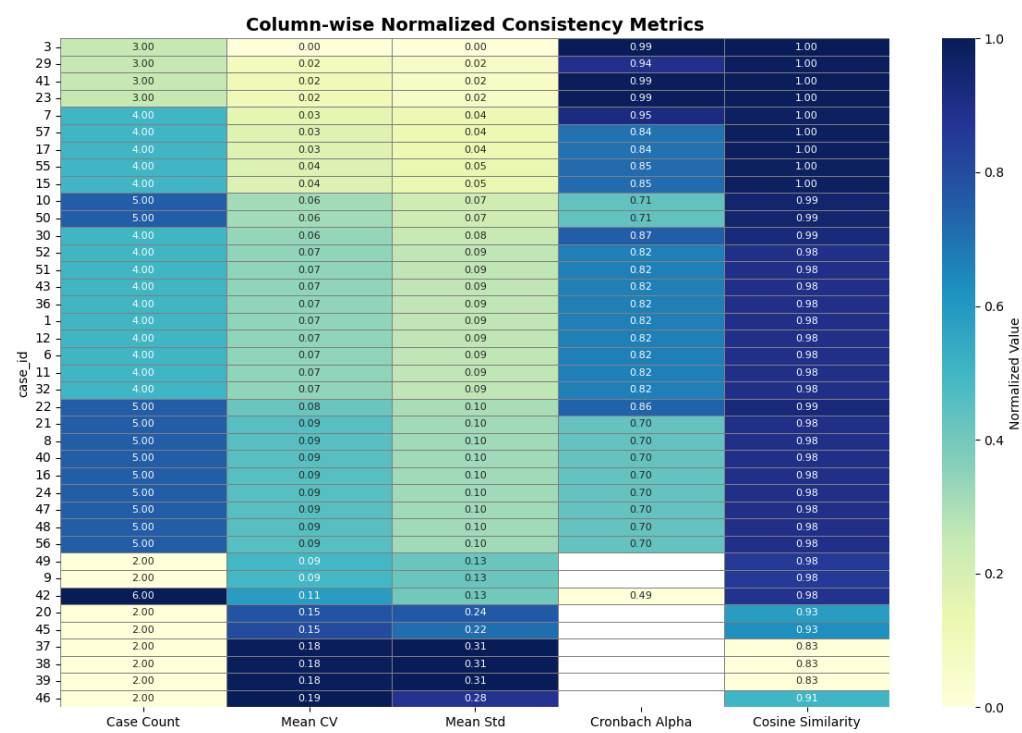 Column-wise Normalized Consistency Metrics
3 3.00 0.00 0.00 0.99 1.00
29 3.00 0.02 0.02 0.94 1.00
41 3.00 0.02 0.02 0.99 1.00
23 3.00 0.02 0.02 0.99 1.00
7 4.00 0.03 0.04 0.95 1.00
57 4.00 0.03 0.04 0.84 1.00
17 4.00 0.03 0.04 0.84 1.00
55 4.00 0.04 0.05 0.85 1.00
15 4.00 0.04 0.05 0.85 1.00
10 5.00 0.06 0.07 0.71 0.99
50 5.00 0.06 0.07 0.71 0.99
30 4.00 0.06 0.08 0.87 0.99
52 4.00 0.07 0.09 0.82 0.98
51 4.00 0.07 0.09 0.82 0.98
43 4.00 0.07 0.09 0.82 0.98
36 4.00 0.07 0.09 0.82 0.98
1 4.00 0.07 0.09 0.82 0.98
12 4.00 0.07 0.09 0.82 0.98
6 4.00 0.07 0.09 0.82 0.98
11 4.00 0.07 0.09 0.82 0.98
32 4.00 0.07 0.09 0.82 0.98
22 5.00 0.08 0.10 0.86 0.99
21 5.00 0.09 0.10 0.70 0.98
8 5.00 0.09 0.10 0.70 0.98
40 5.00 0.09 0.10 0.70 0.98
16 5.00 0.09 0.10 0.70 0.98
24 5.00 0.09 0.10 0.70 0.98
47 5.00 0.09 0.10 0.70 0.98
48 5.00 0.09 0.10 0.70 0.98
56 5.00 0.09 0.10 0.70 0.98
49 2.00 0.09 0.13 0.98
9 2.00 0.09 0.13 0.98
42 6.00 0.11 0.13 0.49 0.98
20 2.00 0.15 0.24 0.93
45 2.00 0.15 0.22 0.93
37 2.00 0.18 0.31 0.83
38 2.00 0.18 0.31 0.83
39 2.00 0.18 0.31 0.83
46 2.00 0.19 0.28 0.91
case_id
Case Count Mean CV Mean Std Cronbach Alpha Cosine Similarity
1.0
0.8
0.6
0.4
0.2
0.0
Normalized Value